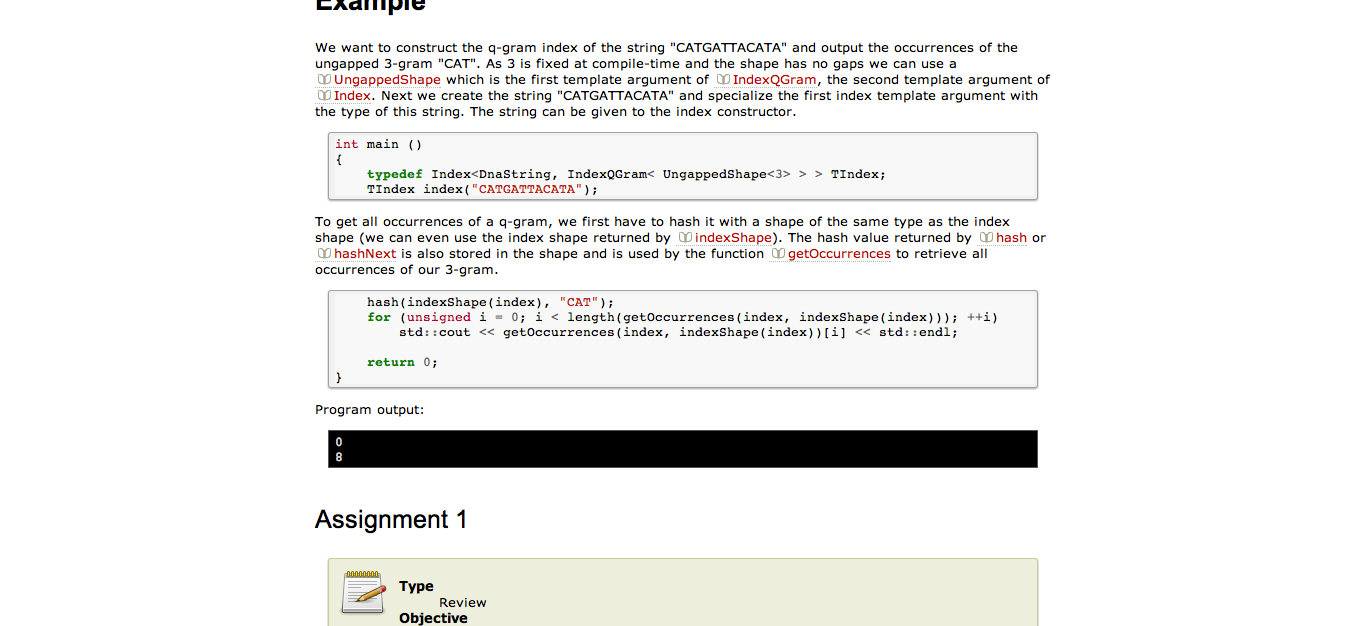 Example
We want to construct the q-gram index of the string "CATGATTACATA" and output the occurrences of the
ungapped 3-gram "CAT". As 3 is fixed at compile-time and the shape has no gaps we can use a
UngappedShape which is the first template argument of IndexQGram, the second template argument of
Index. Next we create the string "CATGATTACATA" and specialize the first index template argument with
the type of this string. The string can be given to the index constructor.
int main ()
{
    typedef Index<DnaString, IndexQGram< UngappedShape<3> > > TIndex;
    TIndex index("CATGATTACATA");
To get all occurrences of a q-gram, we first have to hash it with a shape of the same type as the index
shape (we can even use the index shape returned by indexShape). The hash value returned by hash or
hashNext is also stored in the shape and is used by the function getOccurrences to retrieve all
occurrences of our 3-gram.
    hash(indexShape(index), "CAT");
    for (unsigned i = 0; i < length(getOccurrences(index, indexShape(index))); ++i)
        std::cout << getOccurrences(index, indexShape(index))[i] << std::endl;
    return 0;
}
Program output:
0
8
Assignment 1
Type
Review
Objective